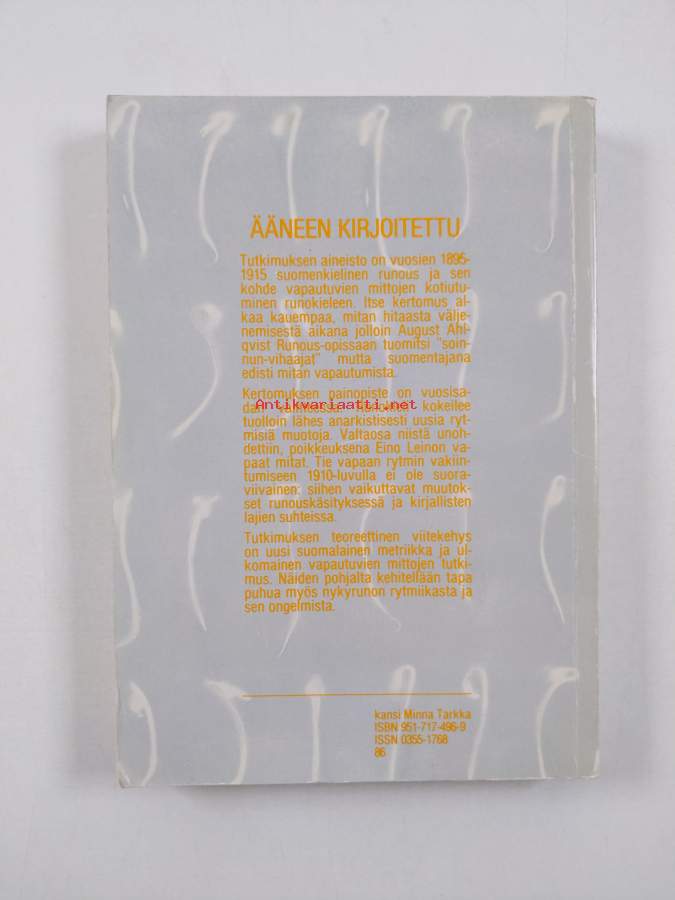 ÄÄNEEN KIRJOITETTU
Tutkimuksen aineisto on vuosien 1895-
1915 suomenkielinen runous ja sen
kohde vapautuvien mittojen kotiutu-
minen runokieleen. Itse kertomus al-
kaa kauempaa, mitan hitaasta välje-
nemisestä aikana jolloin August Ahl-
qvist Runous-opissaan tuomitsi "soin-
nun-vihaajat" mutta suomentajana
edisti mitan vapautumista.
Kertomuksen painopiste on vuosisa-
Antikvariaatti.net
kokeilee
tuolloin lähes anarkistisesti uusia ryt-
misiä muotoja. Valtaosa niistä unoh-
dettiin, poikkeuksena Eino Leinon va-
paat mitat. Tie vapaan rytmin vakiin-
tumiseen 1910-luvulla ei ole suora-
viivainen: siihen vaikuttavat muutok-
set runouskäsityksessä ja kirjallisten
lajien suhteissa.
Tutkimuksen teoreettinen viitekehys
on uusi suomalainen metriikka ja ul-
komainen vapautuvien mittojen tutki-
mus. Näiden pohjalta kehitellään tapa
puhua myös nykyrunon rytmiikasta ja
sen ongelmista.
kansi Minna Tarkka
ISBN 951-717-496-9
ISSN 0355-1768
86